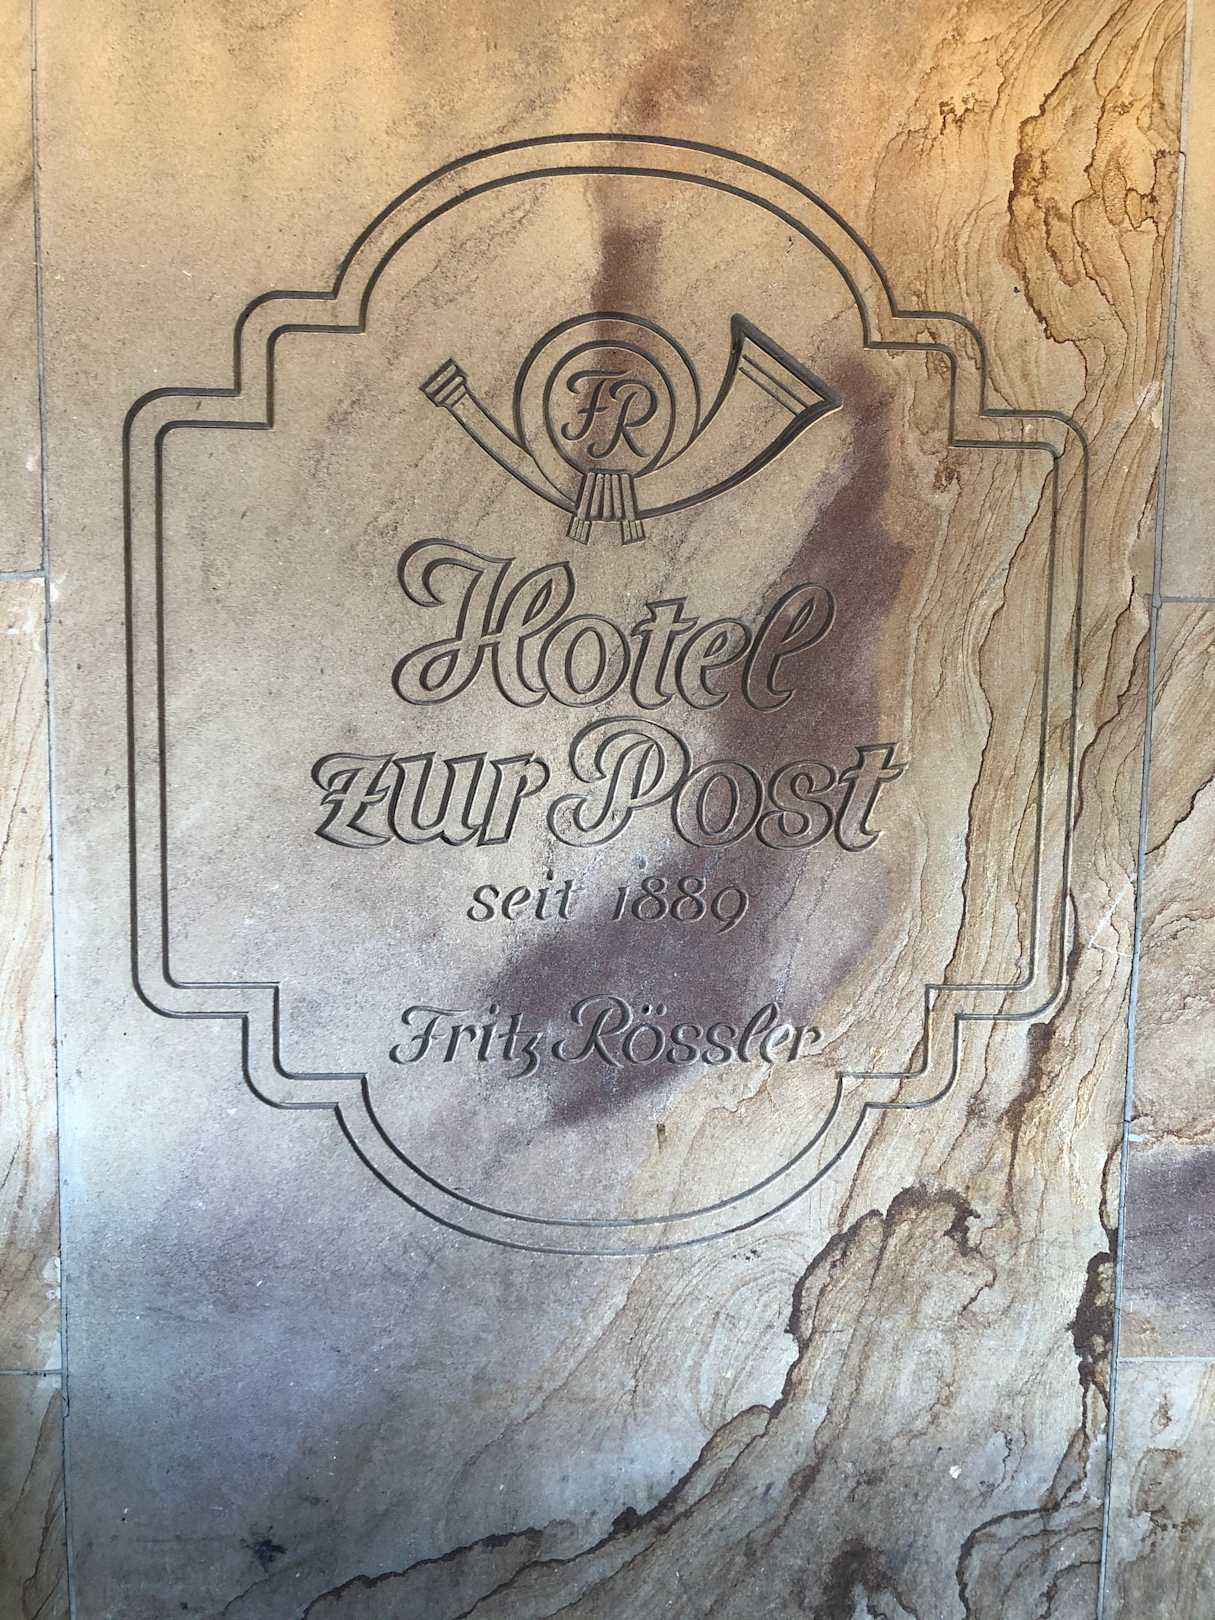 FR
Hotel
zur Post
seit 1889
Fritz Rössler